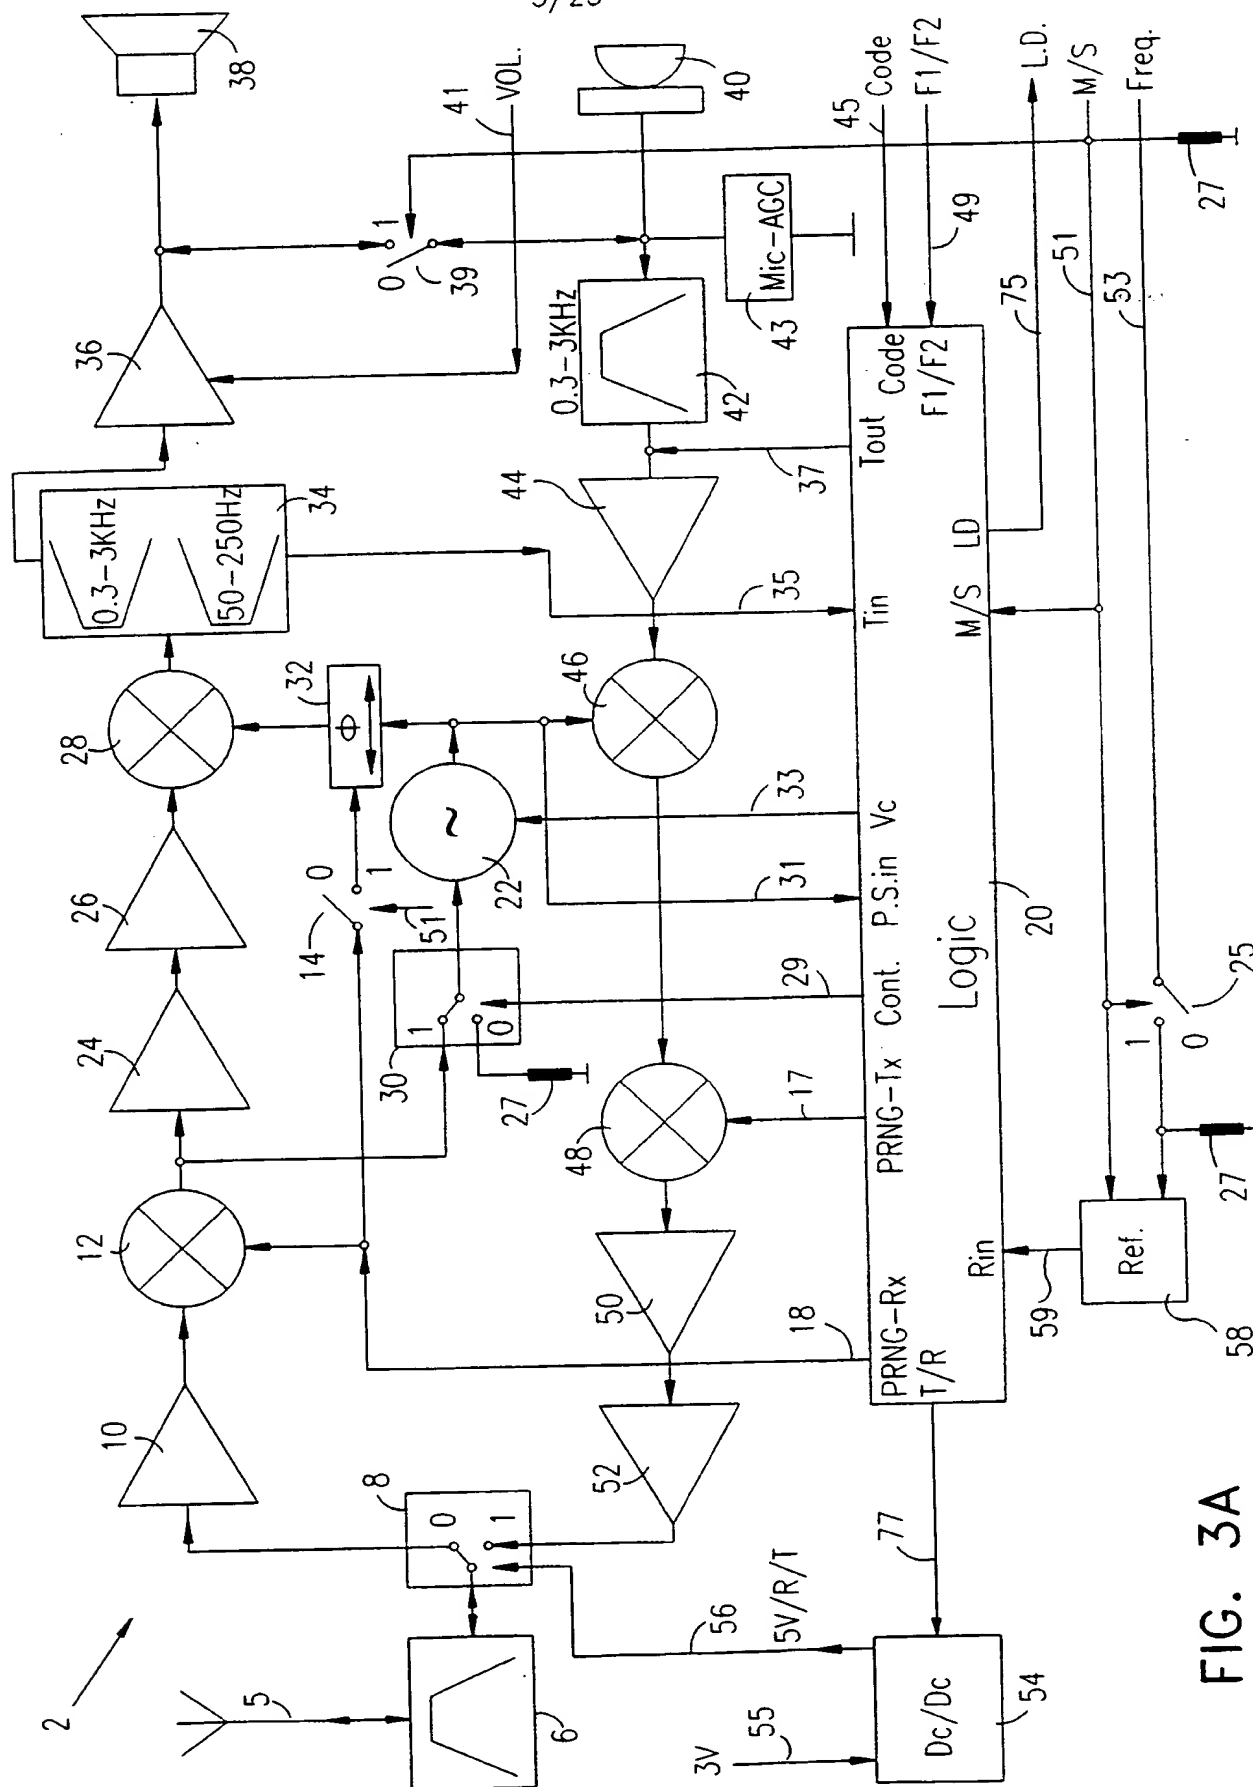 2
5
6
8
0
1
10
12
24
26
28
0.3-3KHz
50-250Hz
34
36
38
14
0
1
51
32
Φ
30
1
0
27
~
22
0
1
39
41
VOL.
40
0.3-3KHz
42
Mic-AGC
43
44
46
48
50
52
18
17
29
31
33
35
37
PRNG-Rx
T/R
PRNG-Tx
Cont.
P.S.in
Vc
Tin
Tout
Code
F1/F2
Rin
Logic
20
M/S
LD
45
Code
49
F1/F2
75
L.D.
51
M/S
53
Freq.
27
1
0
25
27
Ref.
58
59
77
3V
55
Dc/Dc
54
56
5V/R/T
FIG. 3A